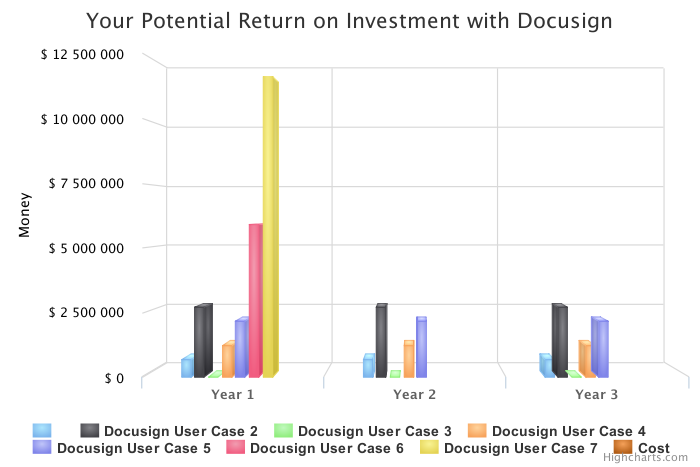 Your Potential Return on Investment with Docusign
$ 12 500 000
$ 10 000 000
$ 7 500 000
$ 5 000 000
$ 2 500 000
$ 0
Money
Year 1 Year 2 Year 3
Docusign User Case 2 Docusign User Case 3 Docusign User Case 4
Docusign User Case 5 Docusign User Case 6 Docusign User Case 7 Cost
Highcharts.com